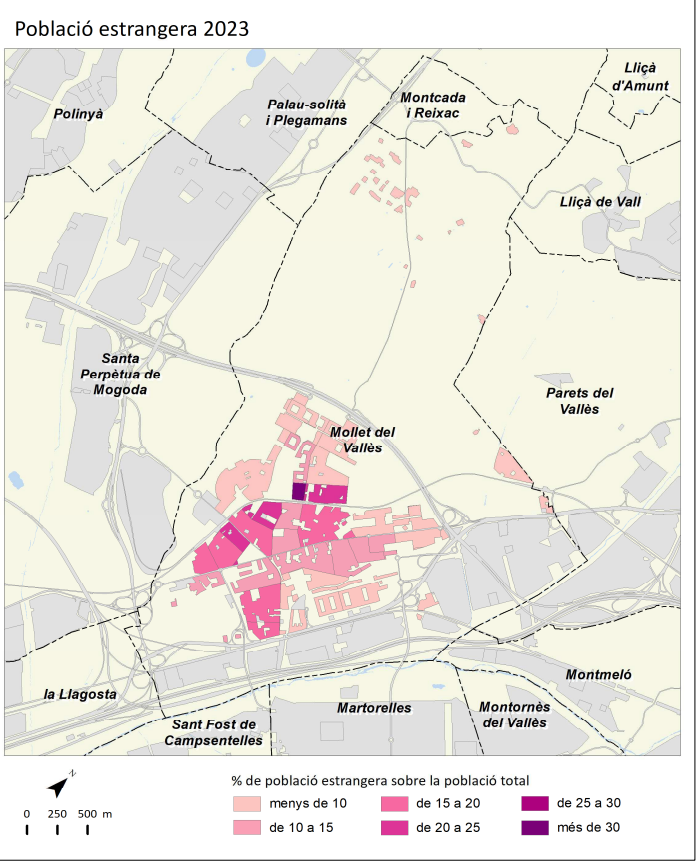 Població estrangera 2023
Lliçà
d'Amunt
Montcada
i Reixac
Palau-solità
i Plegamans
Polinyà
Lliçà de Vall
Santa
Perpètua de
Mogoda
Parets del
Vallès
Mollet del
Vallès
Montmeló
la Llagosta
Martorelles
Montornès
del Vallès
Sant Fost de
Campsentelles
N
0 250 500 m
% de població estrangera sobre la població total
menys de 10
de 15 a 20
de 25 a 30
de 10 a 15
de 20 a 25
més de 30